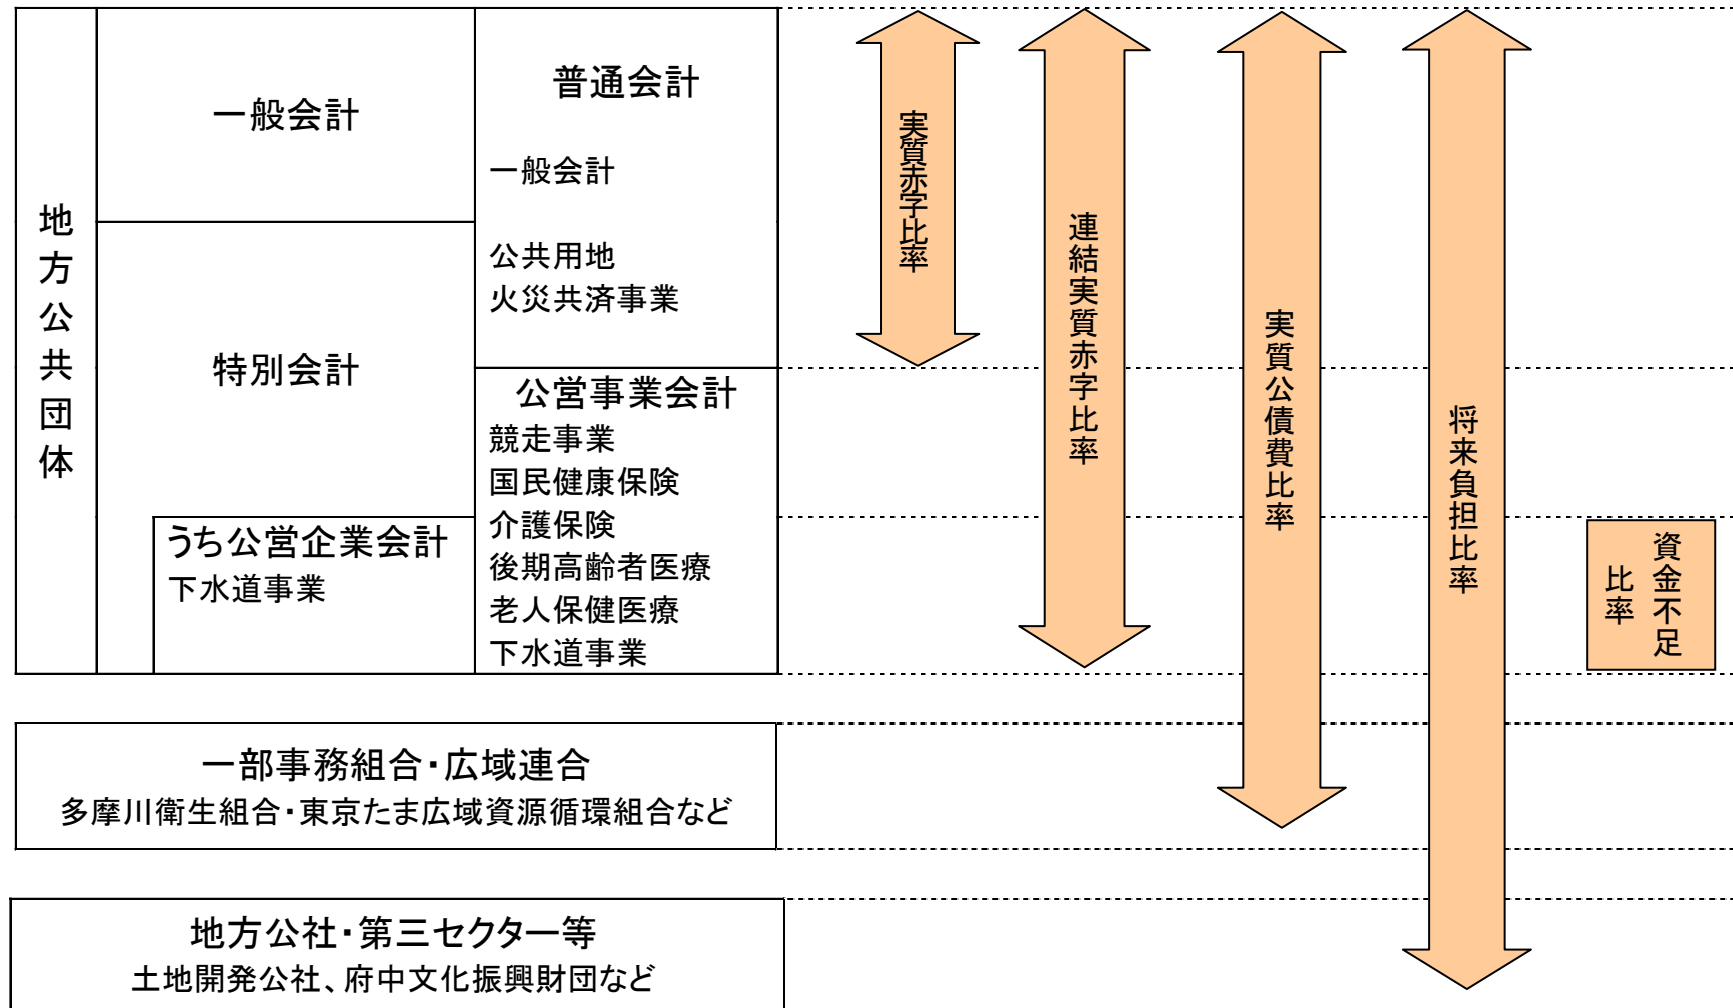 地方公共団体
一般会計
特別会計
うち公営企業会計
下水道事業
普通会計
一般会計
公共用地
火災共済事業
公営事業会計
競走事業
国民健康保険
介護保険
後期高齢者医療
老人保健医療
下水道事業
実質赤字比率
連結実質赤字比率
実質公債費比率
将来負担比率
資金不足
比率
一部事務組合・広域連合
多摩川衛生組合・東京たま広域資源循環組合など
地方公社・第三セクター等
土地開発公社、府中文化振興財団など